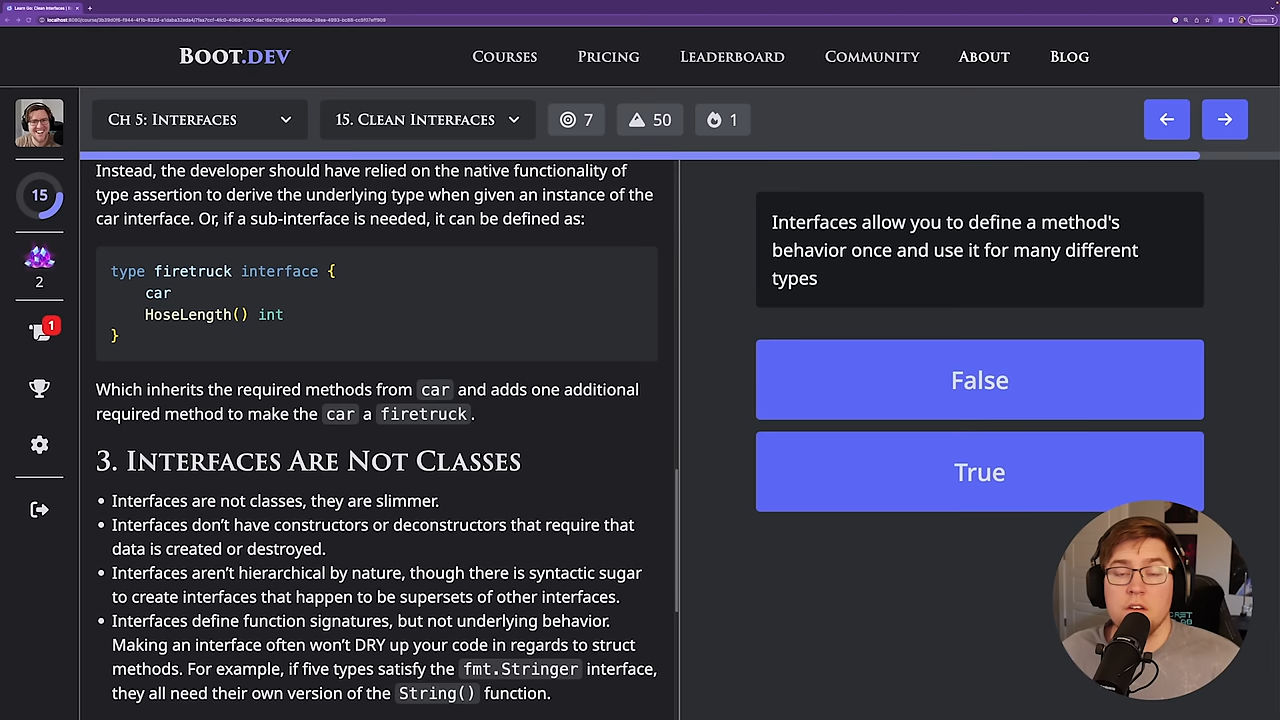 Learn Go: Clean Interfaces | B
BOOT.DEV
COURSES
PRICING
LEADERBOARD
COMMUNITY
ABOUT
BLOG
CH 5: INTERFACES
15. CLEAN INTERFACES
7
50
1
15
2
1
Instead, the developer should have relied on the native functionality of
type assertion to derive the underlying type when given an instance of the
car interface. Or, if a sub-interface is needed, it can be defined as:
type firetruck interface {
car
HoseLength() int
}
Which inherits the required methods from car and adds one additional
required method to make the car a firetruck.
3. INTERFACES ARE NOT CLASSES
• Interfaces are not classes, they are slimmer.
• Interfaces don’t have constructors or deconstructors that require that
data is created or destroyed.
• Interfaces aren’t hierarchical by nature, though there is syntactic sugar
to create interfaces that happen to be supersets of other interfaces.
• Interfaces define function signatures, but not underlying behavior.
Making an interface often won’t DRY up your code in regards to struct
methods. For example, if five types satisfy the fmt.Stringer interface,
they all need their own version of the String() function.
Interfaces allow you to define a method's
behavior once and use it for many different
types
False
True